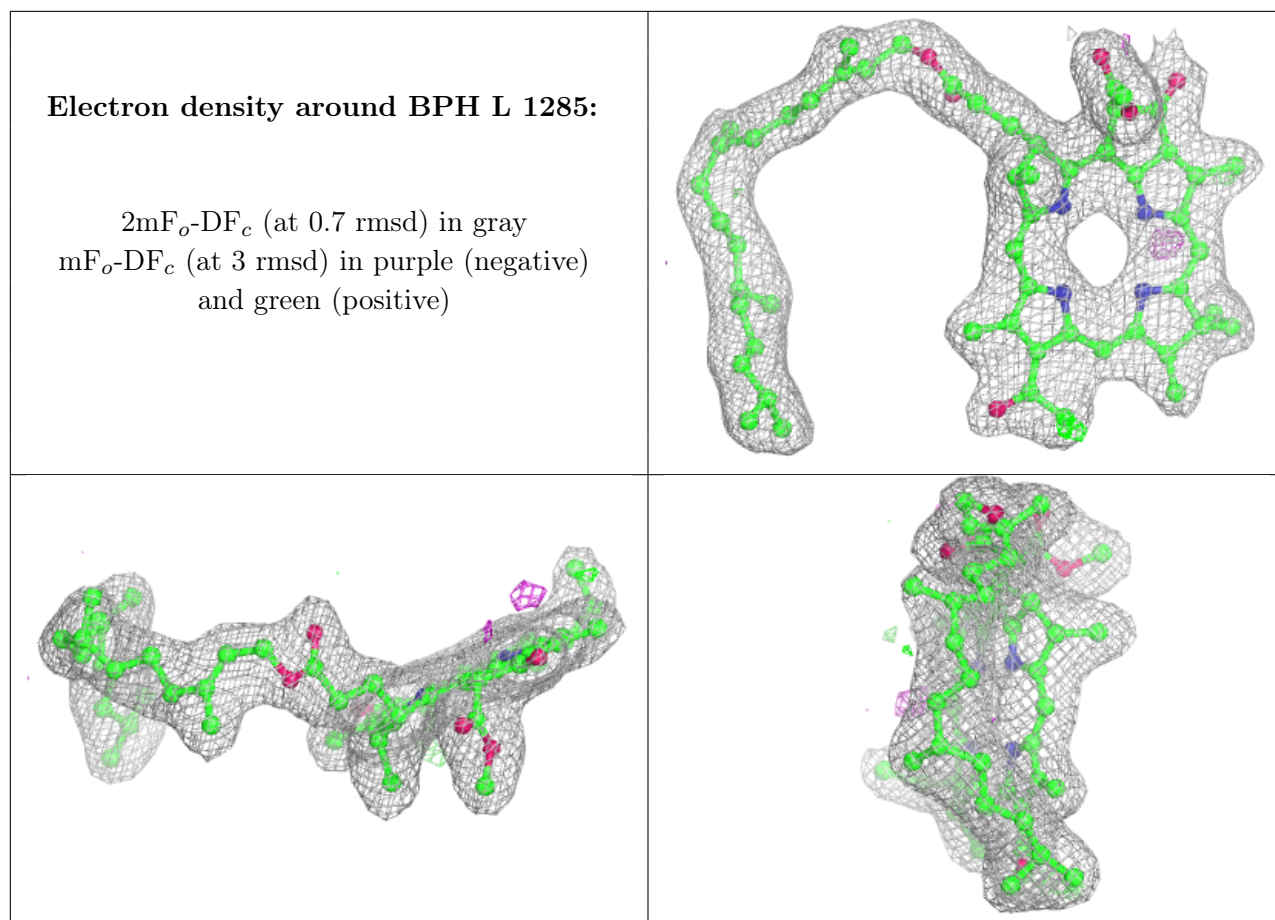 Electron density around BPH L 1285:
2mFo-DFc (at 0.7 rmsd) in gray
mFo-DFc (at 3 rmsd) in purple (negative)
and green (positive)